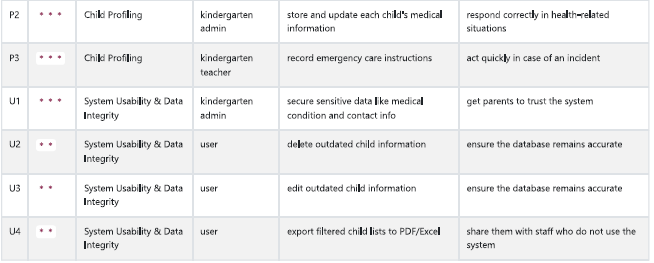 P2 * * * Child Profiling kindergarten store and update each child's medical respond correctly in health-related
admin information situations
P3 * * * Child Profiling kindergarten record emergency care instructions act quickly in case of an incident
teacher
U1 * * * System Usability & Data kindergarten secure sensitive data like medical get parents to trust the system
Integrity admin condition and contact info
U2 * * System Usability & Data user delete outdated child information ensure the database remains accurate
Integrity
U3 * * System Usability & Data user edit outdated child information ensure the database remains accurate
Integrity
U4 * * System Usability & Data user export filtered child lists to PDF/Excel share them with staff who do not use the
Integrity system